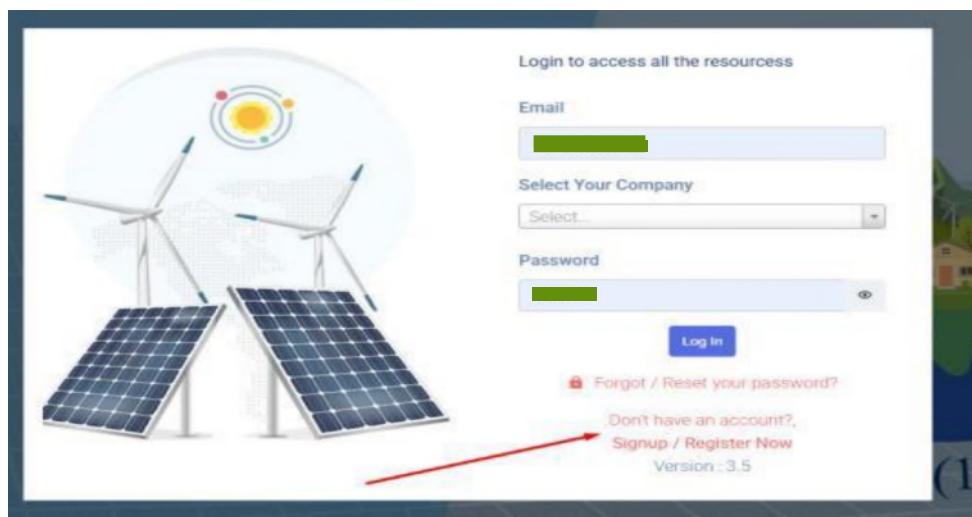 Login to access all the resourcess
Email
Select Your Company
Select...
Password
Log In
Forgot / Reset your password?
Don't have an account?,
Signup / Register Now
Version : 3.5
(1